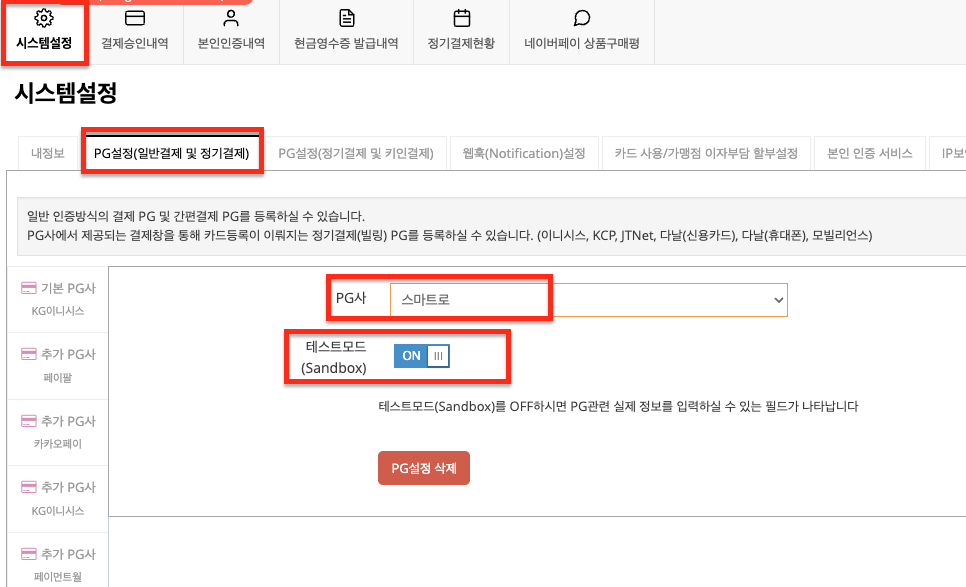 시스템설정
결제승인내역
본인인증내역
현금영수증 발급내역
정기결제현황
네이버페이 상품구매평
시스템설정
내정보
PG설정(일반결제 및 정기결제)
PG설정(정기결제 및 키인결제)
웹훅(Notification)설정
카드 사용/가맹점 이자부담 할부설정
본인 인증 서비스
일반 인증방식의 결제 PG 및 간편결제 PG를 등록하실 수 있습니다.
PG사에서 제공되는 결제창을 통해 카드등록이 이뤄지는 정기결제(빌링) PG를 등록하실 수 있습니다. (이니시스, KCP, JTNet, 다날(신용카드), 다날(휴대폰), 모빌리언스)
기본 PG사
KG이니시스
추가 PG사
페이팔
추가 PG사
카카오페이
추가 PG사
KG이니시스
추가 PG사
페이먼트월
PG사
스마트로
테스트모드
(Sandbox)
ON
테스트모드(Sandbox)를 OFF하시면 PG관련 실제 정보를 입력하실 수 있는 필드가 나타납니다
PG설정 삭제